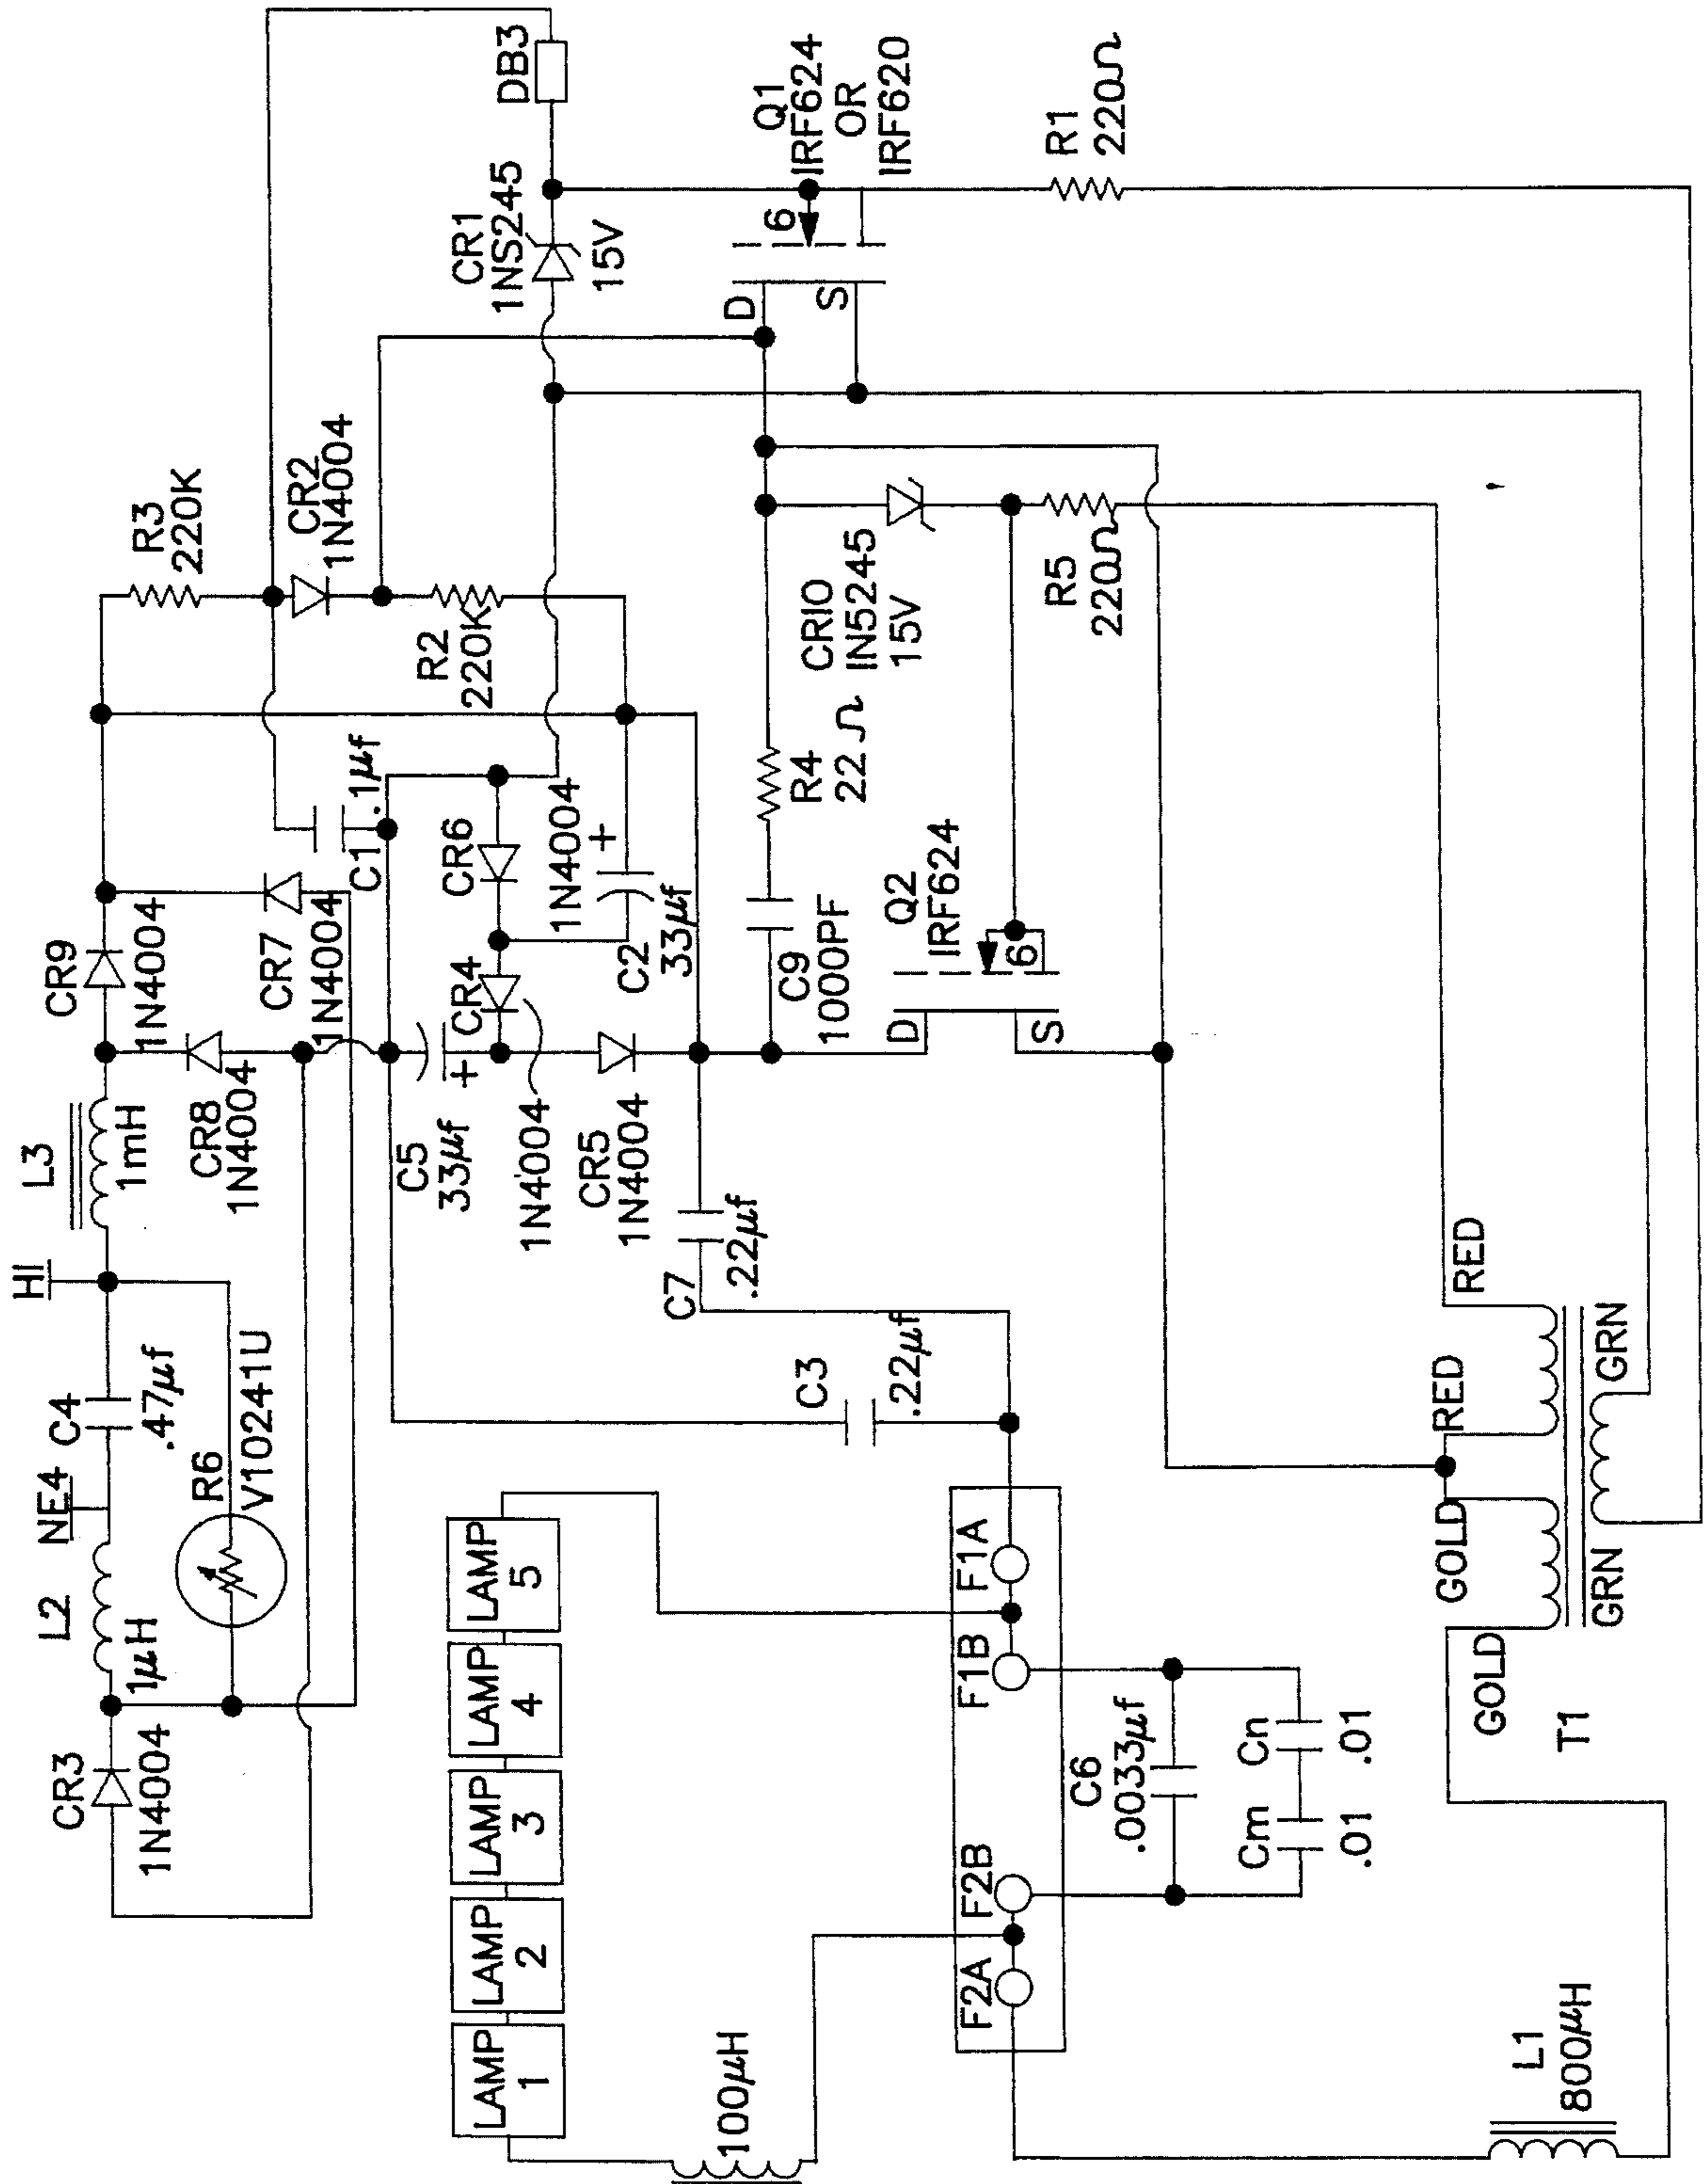 HI
L3
1mH
CR9
1N4004
R3
220K
CR2
1N4004
DB3
NE4
C4
.47µf
L2
1µH
R6
V10241U
CR3
1N4004
CR8
1N4004
CR7
1N4004
C1
.1µf
R2
220K
CR1
1NS245
15V
Q1
IRF624
OR
IRF620
D
6
S
R1
220Ω
C5
33µf
+
CR4
1N4004
CR6
1N4004
+
C2
33µf
CR5
1N4004
C7
.22µf
C3
.22µf
C9
1000PF
R4
22Ω
CRIO
IN5245
15V
R5
220Ω
Q2
IRF624
D
6
S
LAMP
1
LAMP
2
LAMP
3
LAMP
4
LAMP
5
100µH
F2A
F2B
F1B
F1A
C6
.0033µf
Cm
.01
Cn
.01
L1
800µH
GOLD
GOLD
RED
RED
GRN
GRN
T1